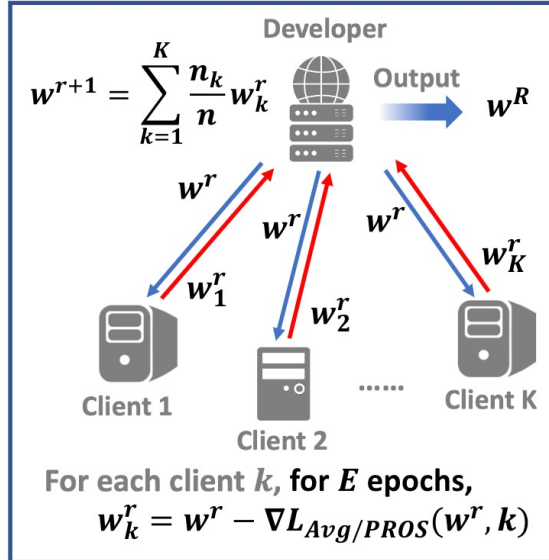 Developer
w^{r+1} = \sum_{k=1}^{K} \frac{n_k}{n} w_k^r
Output
w^R
w^r
w_1^r
w^r
w_2^r
w^r
w_K^r
Client 1
Client 2
......
Client K
For each client k, for E epochs,
w_k^r = w^r − ∇L_{Avg/PROS}(w^r, k)